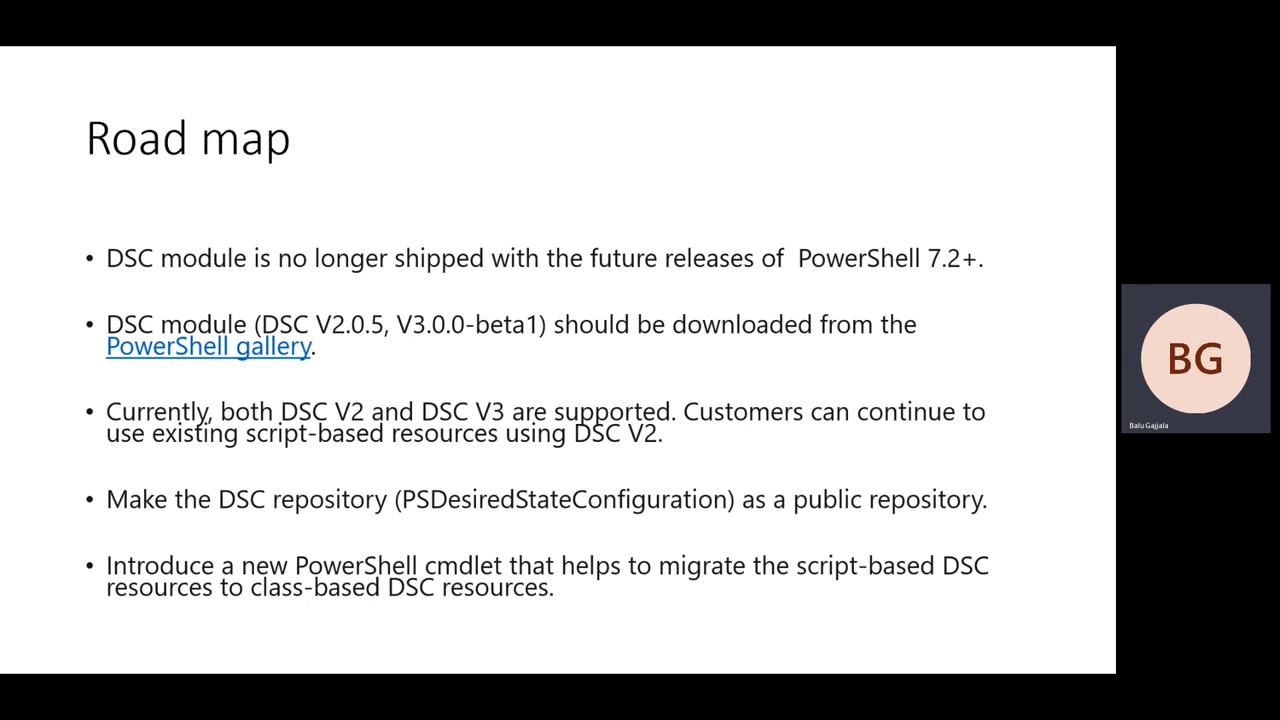 Road map
• DSC module is no longer shipped with the future releases of  PowerShell 7.2+.
• DSC module (DSC V2.0.5, V3.0.0-beta1) should be downloaded from the
PowerShell gallery.
• Currently, both DSC V2 and DSC V3 are supported. Customers can continue to
use existing script-based resources using DSC V2.
• Make the DSC repository (PSDesiredStateConfiguration) as a public repository.
• Introduce a new PowerShell cmdlet that helps to migrate the script-based DSC
resources to class-based DSC resources.
BG
Balu Gajjala